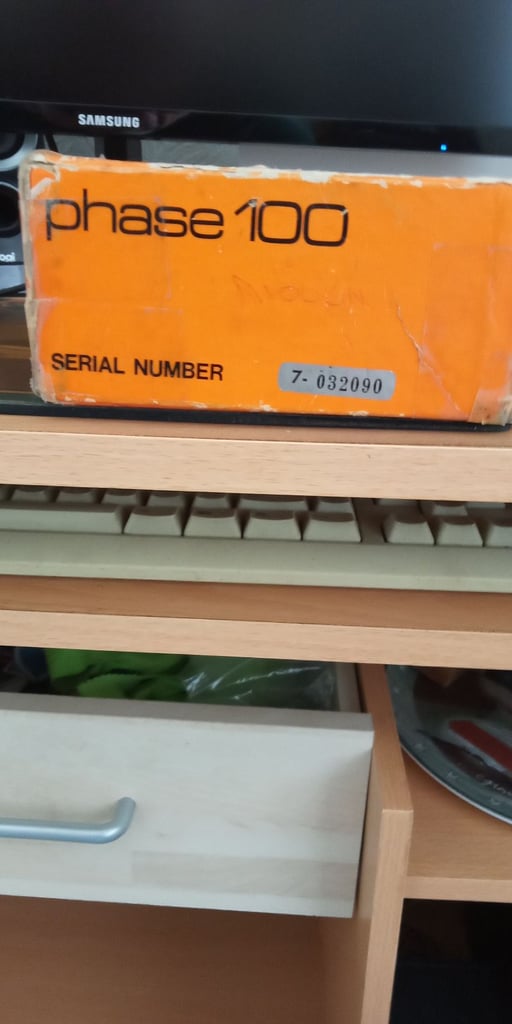 SAMSUNG
phase 100
SERIAL NUMBER
7- 032090